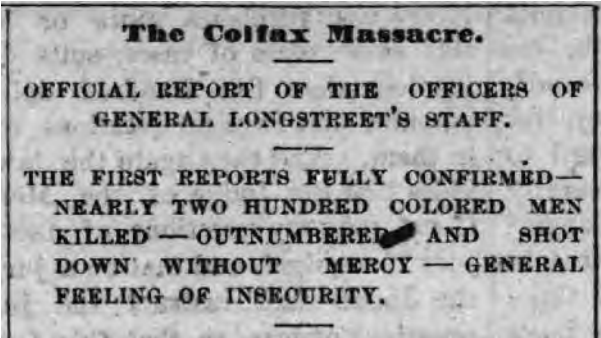 The Colfax Massacre.
OFFICIAL REPORT OF THE OFFICERS OF
GENERAL LONGSTREET'S STAFF.
THE FIRST REPORTS FULLY CONFIRMED—
NEARLY TWO HUNDRED COLORED MEN
KILLED — OUTNUMBERED AND SHOT
DOWN WITHOUT MERCY — GENERAL
FEELING OF INSECURITY.